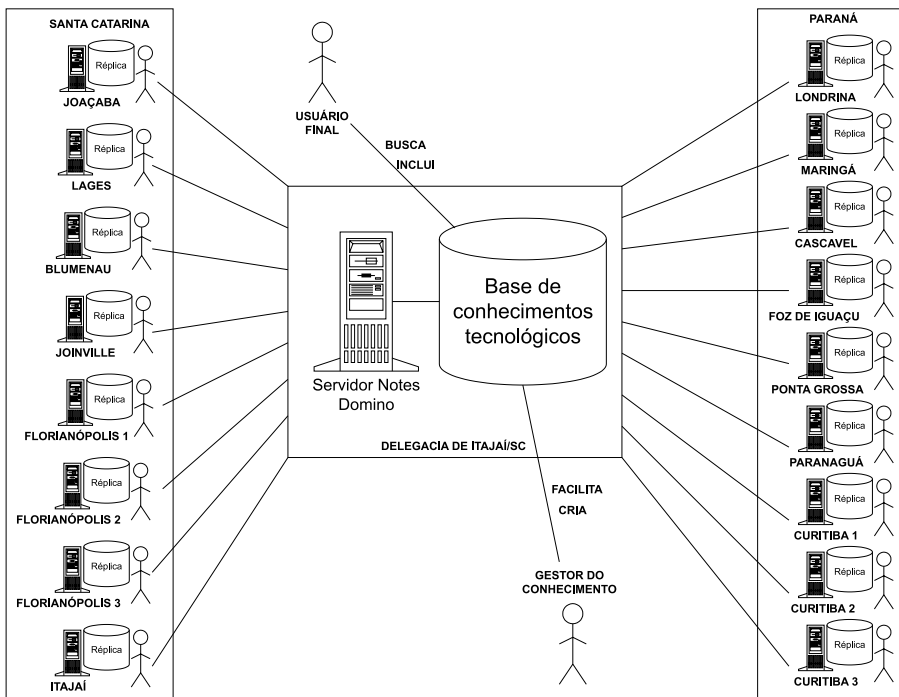 SANTA CATARINA
Réplica
JOAÇABA
Réplica
LAGES
Réplica
BLUMENAU
Réplica
JOINVILLE
Réplica
FLORIANÓPOLIS 1
Réplica
FLORIANÓPOLIS 2
Réplica
FLORIANÓPOLIS 3
Réplica
ITAJAÍ
USUÁRIO
FINAL
BUSCA
INCLUI
Base de
conhecimentos
tecnológicos
Servidor Notes
Domino
DELEGACIA DE ITAJAÍ/SC
FACILITA
CRIA
GESTOR DO
CONHECIMENTO
PARANÁ
Réplica
LONDRINA
Réplica
MARINGÁ
Réplica
CASCAVEL
Réplica
FOZ DE IGUAÇU
Réplica
PONTA GROSSA
Réplica
PARANAGUÁ
Réplica
CURITIBA 1
Réplica
CURITIBA 2
Réplica
CURITIBA 3